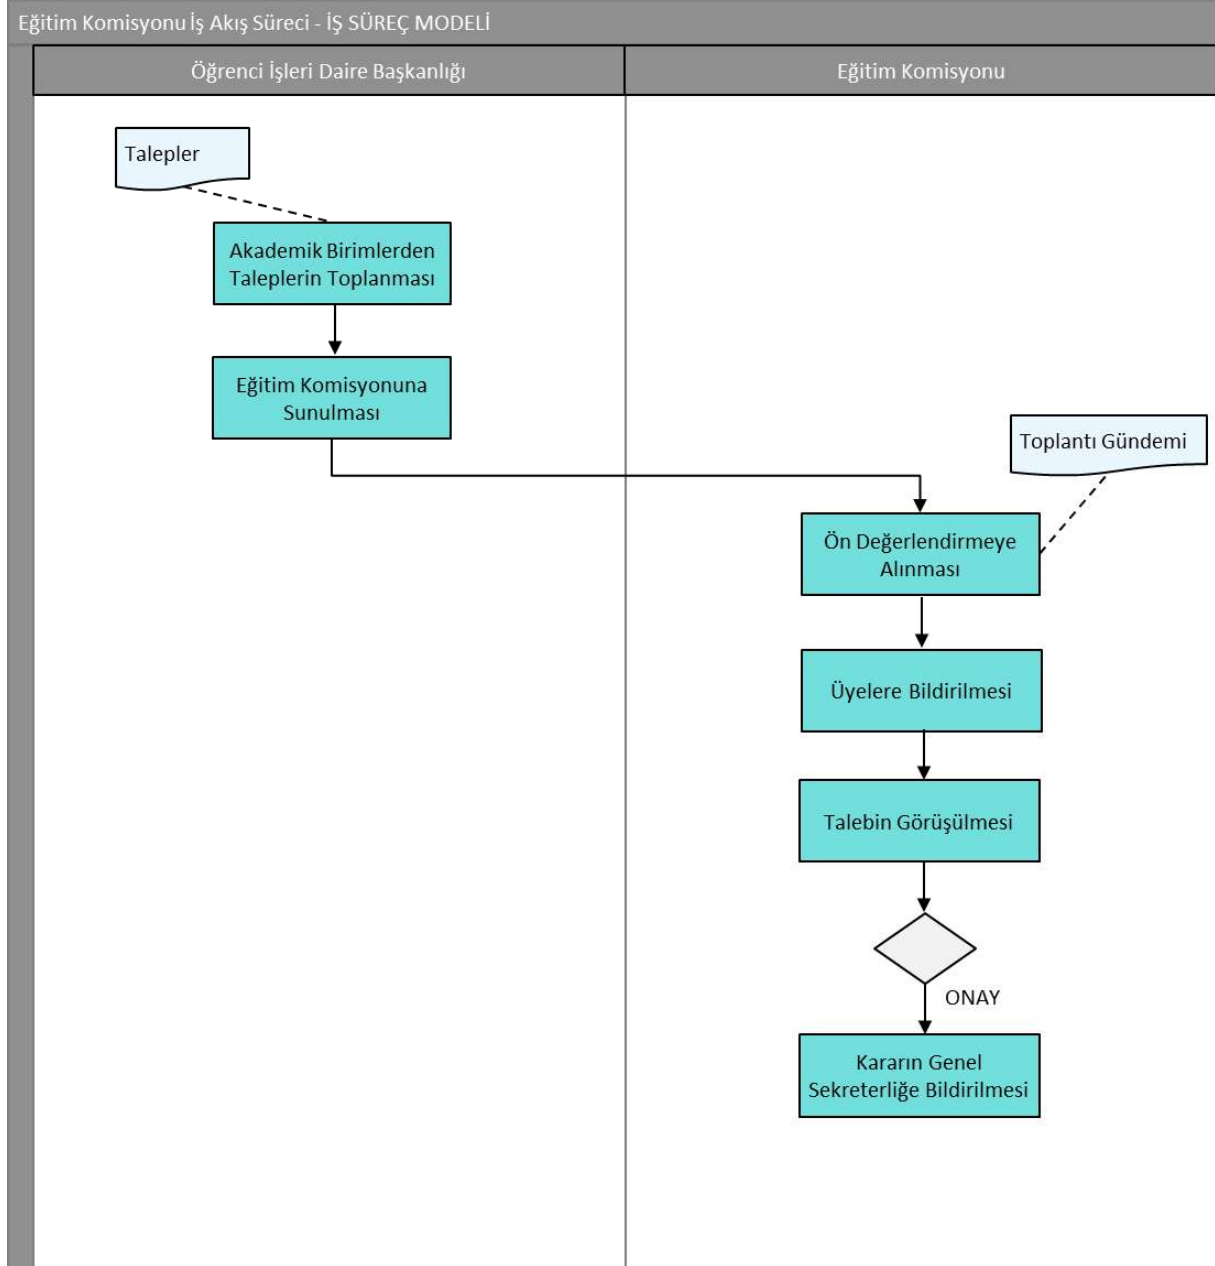 Eğitim Komisyonu İş Akış Süreci - İŞ SÜREÇ MODELİ
Öğrenci İşleri Daire Başkanlığı
Eğitim Komisyonu
Talepler
Akademik Birimlerden
Taleplerin Toplanması
Eğitim Komisyonuna
Sunulması
Toplantı Gündemi
Ön Değerlendirmeye
Alınması
Üyelere Bildirilmesi
Talebin Görüşülmesi
ONAY
Kararın Genel
Sekreterliğe Bildirilmesi